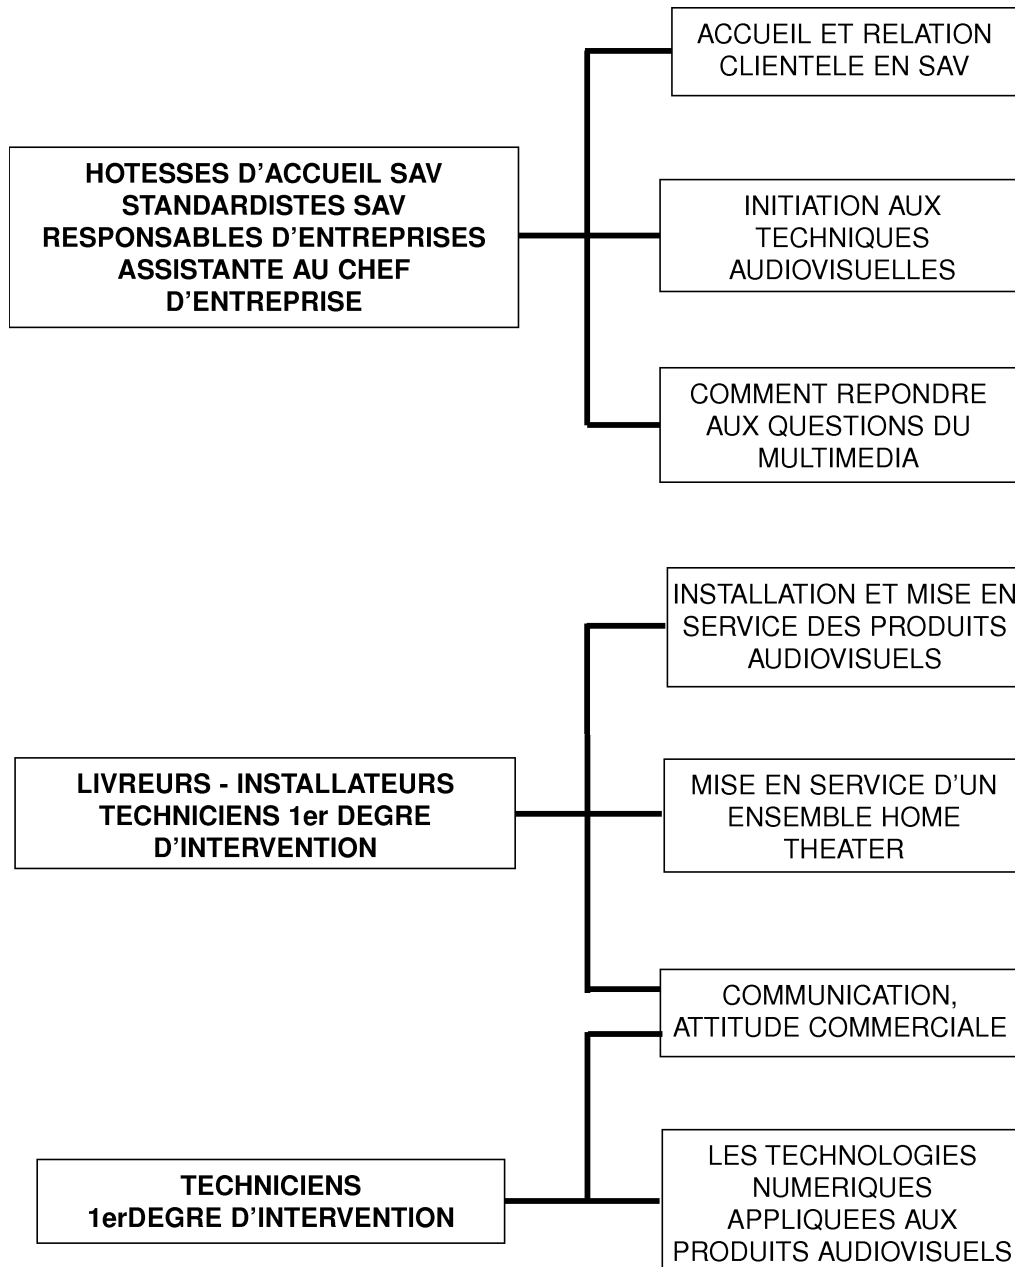 ACCUEIL ET RELATION
CLIENTELE EN SAV
HOTESSES D'ACCUEIL SAV
STANDARDISTES SAV
RESPONSABLES D'ENTREPRISES
ASSISTANTE AU CHEF
D'ENTREPRISE
INITIATION AUX
TECHNIQUES
AUDIOVISUELLES
COMMENT REPONDRE
AUX QUESTIONS DU
MULTIMEDIA
INSTALLATION ET MISE EN
SERVICE DES PRODUITS
AUDIOVISUELS
LIVREURS - INSTALLATEURS
TECHNICIENS 1er DEGRE
D'INTERVENTION
MISE EN SERVICE D'UN
ENSEMBLE HOME
THEATER
COMMUNICATION,
ATTITUDE COMMERCIALE
TECHNICIENS
1erDEGRE D'INTERVENTION
LES TECHNOLOGIES
NUMERIQUES
APPLIQUEES AUX
PRODUITS AUDIOVISUELS